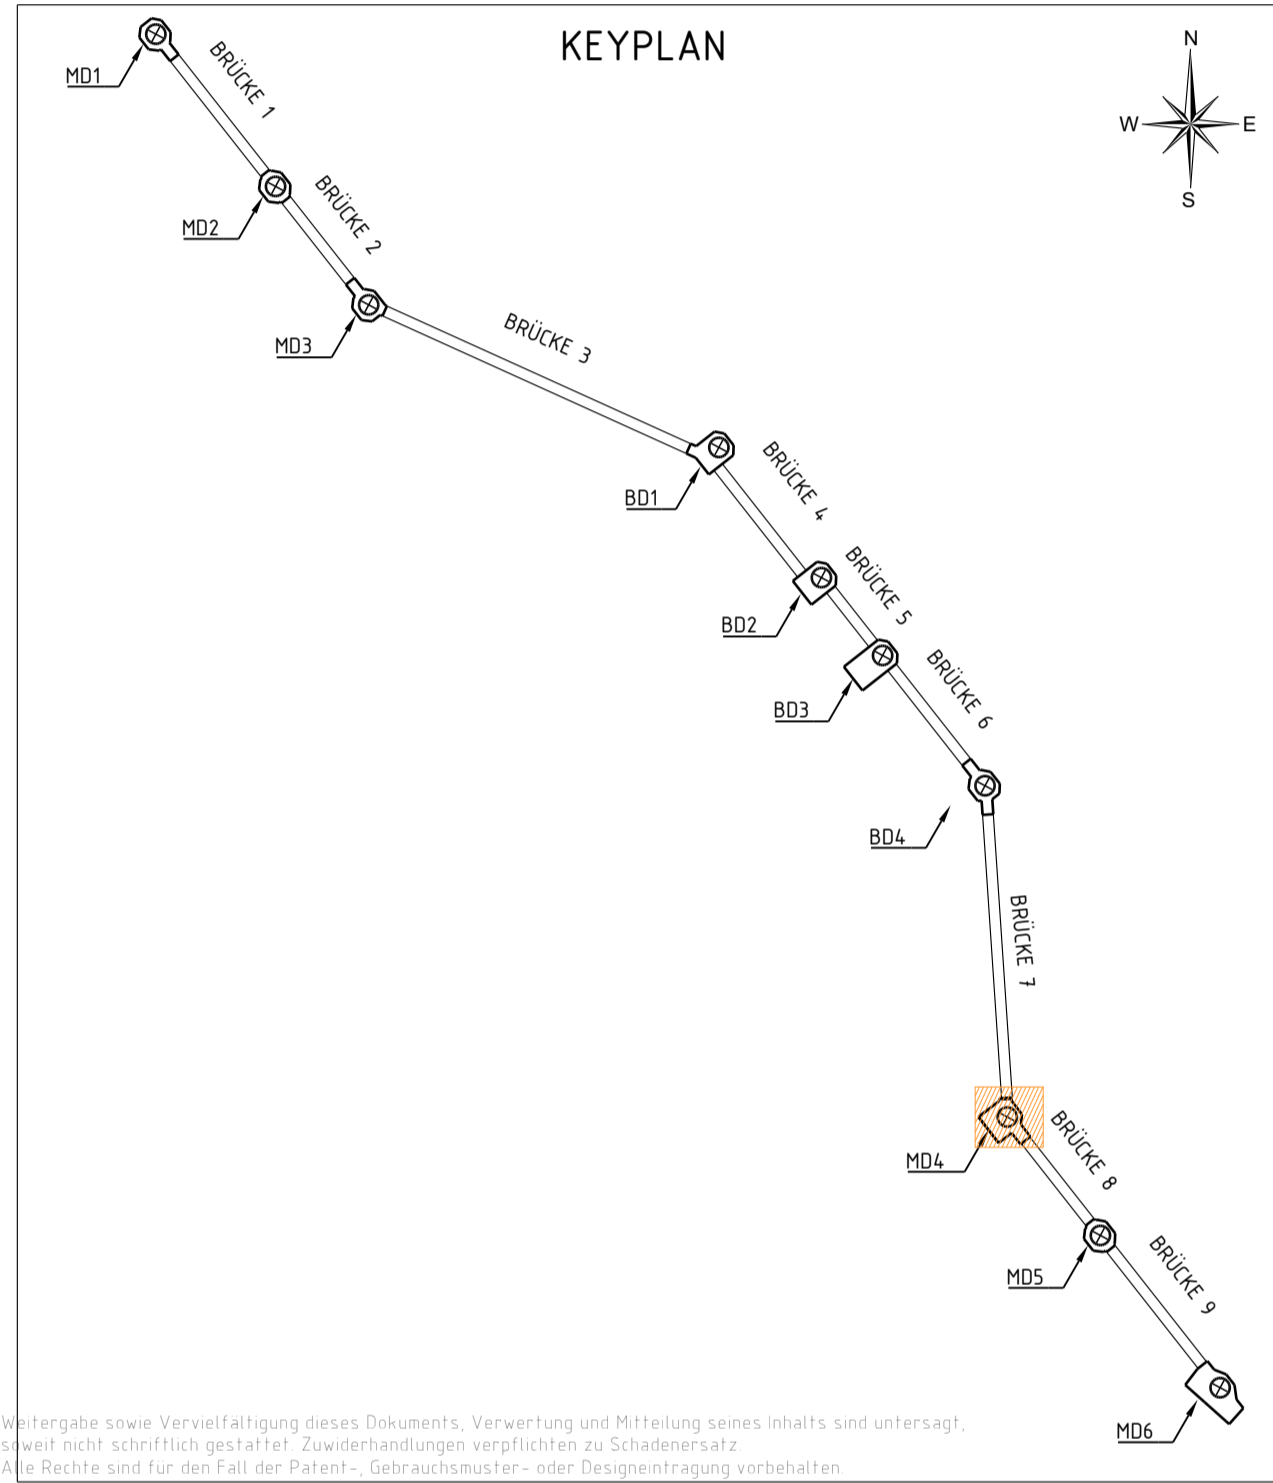 KEYPLAN
N
W
E
S
MD1
BRÜCKE 1
MD2
BRÜCKE 2
MD3
BRÜCKE 3
BD1
BRÜCKE 4
BD2
BRÜCKE 5
BD3
BRÜCKE 6
BD4
BRÜCKE 7
MD4
BRÜCKE 8
MD5
BRÜCKE 9
MD6
Weitergabe sowie Vervielfältigung dieses Dokuments, Verwertung und Mitteilung seines Inhalts sind untersagt,
soweit nicht schriftlich gestattet. Zuwiderhandlungen verpflichten zu Schadenersatz.
Alle Rechte sind für den Fall der Patent-, Gebrauchsmuster- oder Designeintragung vorbehalten.